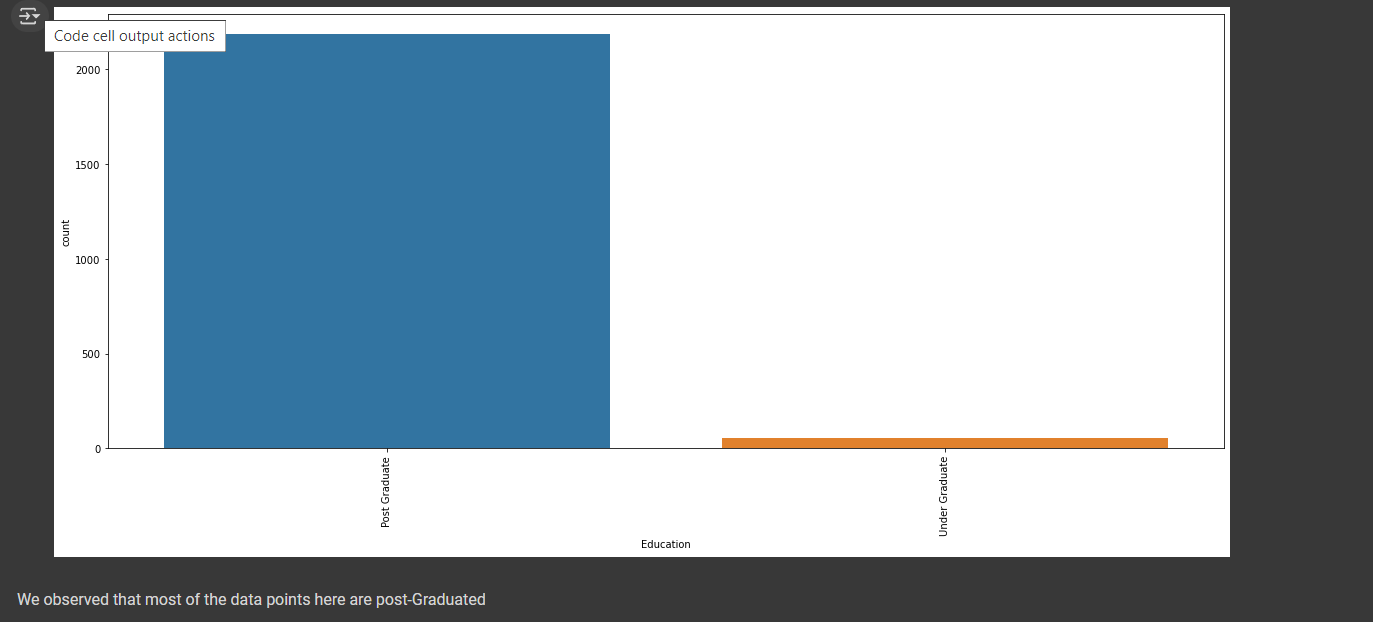 Code cell output actions
2000
1500
1000
500
0
count
Post Graduate
Under Graduate
Education
We observed that most of the data points here are post-Graduated